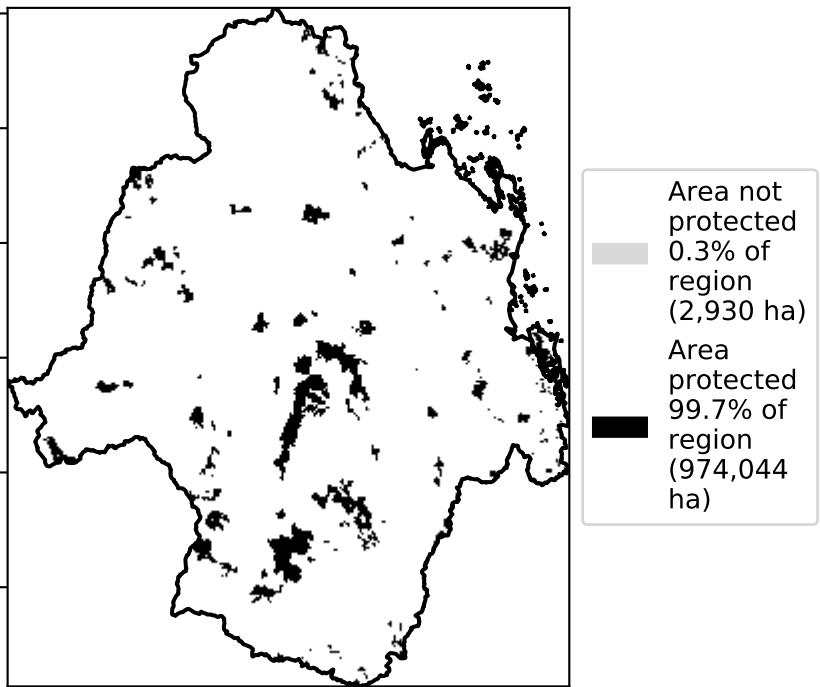 Area not
protected
0.3% of
region
(2,930 ha)
Area
protected
99.7% of
region
(974,044
ha)